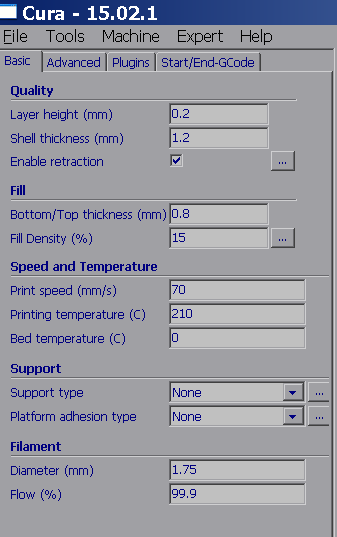 Cura - 15.02.1
File Tools Machine Expert Help
Basic Advanced Plugins Start/End-GCode
Quality
Layer height (mm) 0.2
Shell thickness (mm) 1.2
Enable retraction ...
Fill
Bottom/Top thickness (mm) 0.8
Fill Density (%) 15 ...
Speed and Temperature
Print speed (mm/s) 70
Printing temperature (C) 210
Bed temperature (C) 0
Support
Support type None ...
Platform adhesion type None ...
Filament
Diameter (mm) 1.75
Flow (%) 99.9